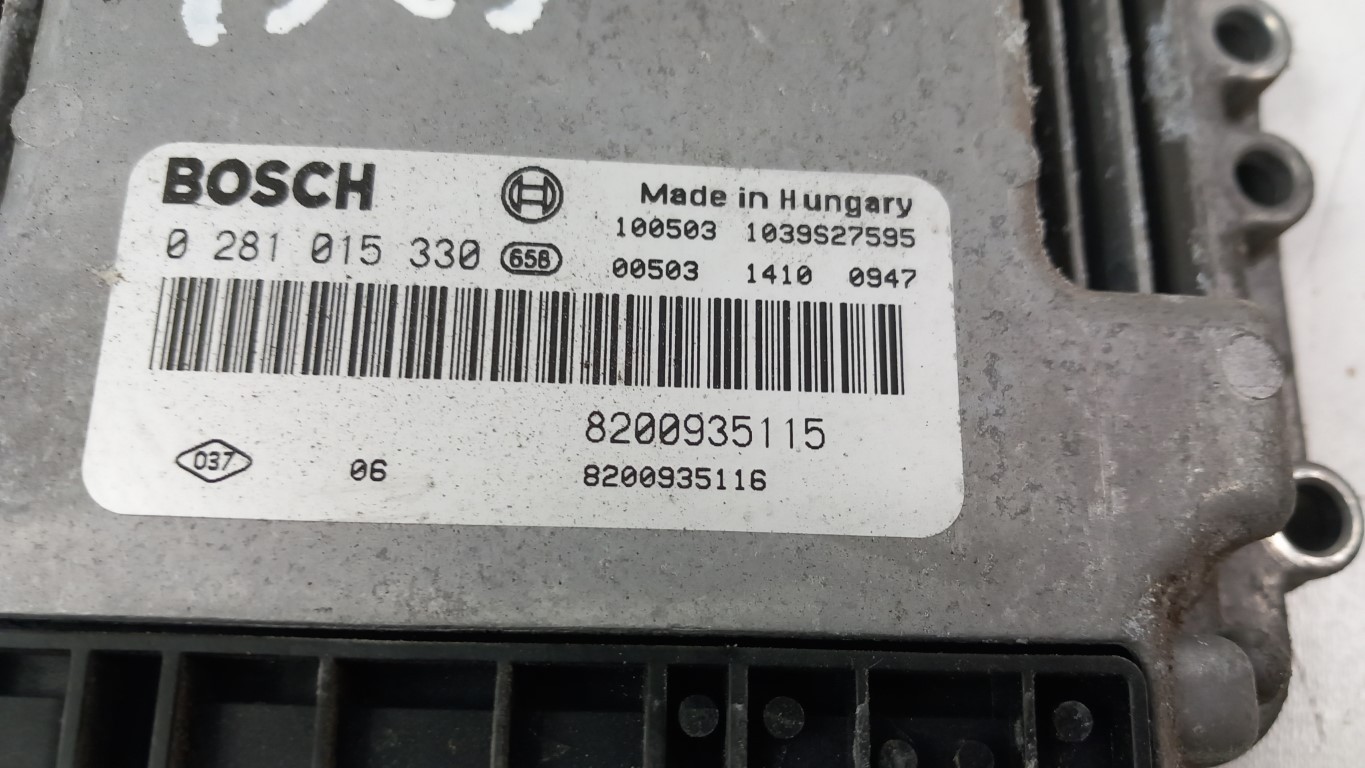 BOSCH
Made in Hungary
100503 1039S27595
0 281 015 330 658
00503 1410 0947
8200935115
037 06 8200935116